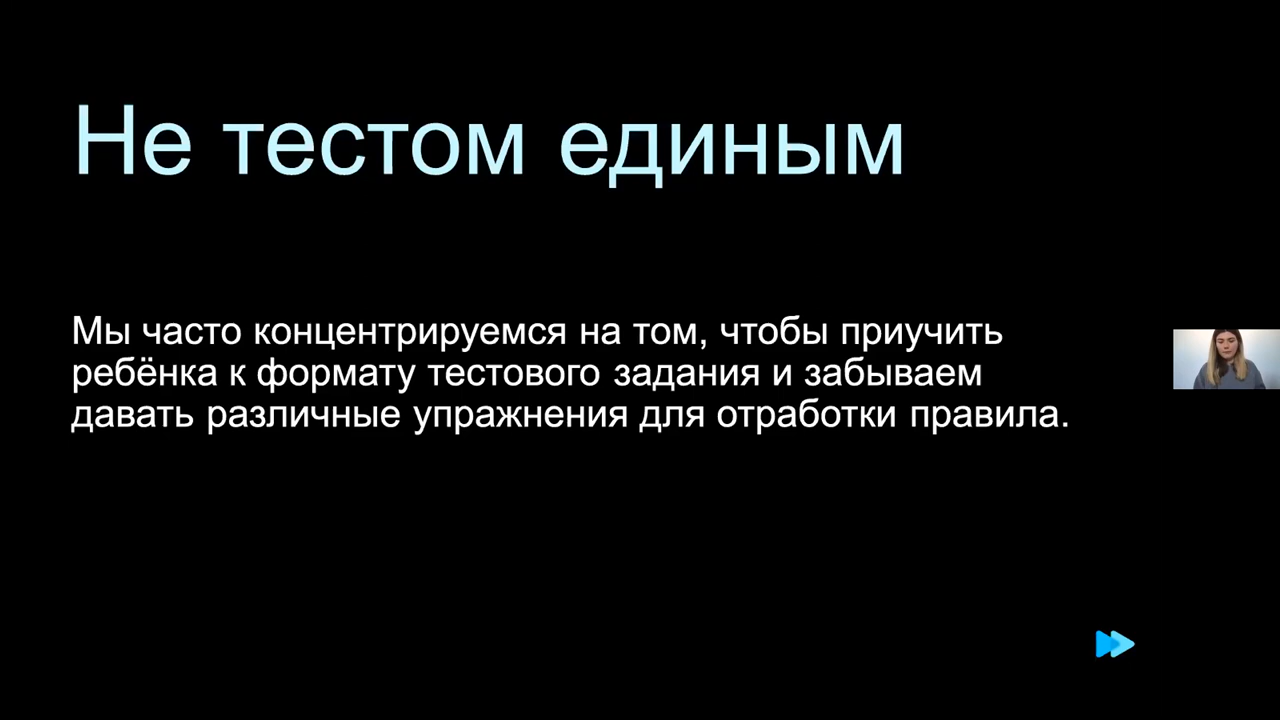 Не тестом единым
Мы часто концентрируемся на том, чтобы приучить
ребёнка к формату тестового задания и забываем
давать различные упражнения для отработки правила.